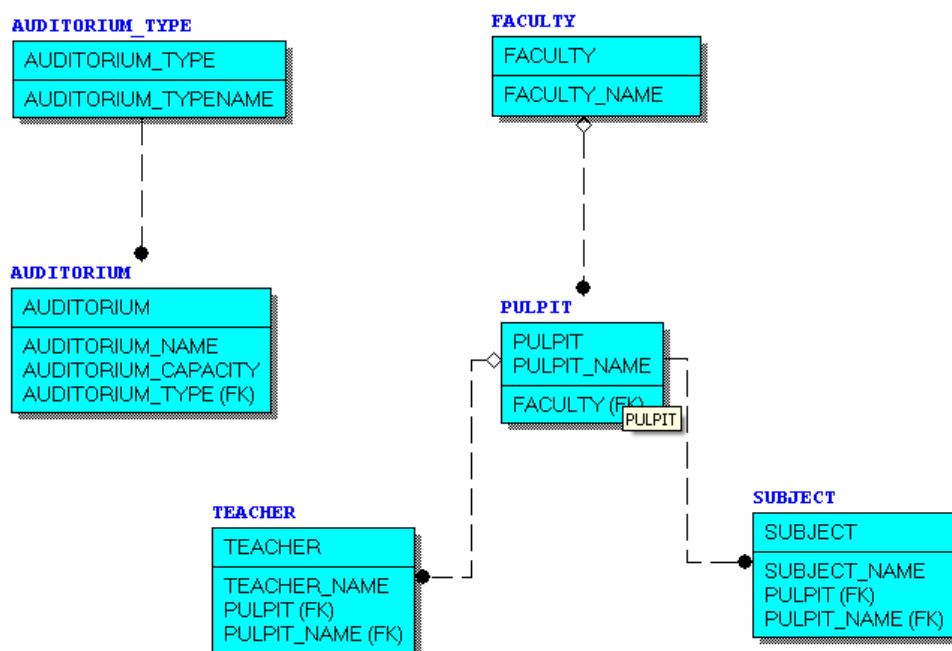 AUDITORIUM_TYPE
AUDITORIUM_TYPE
AUDITORIUM_TYPENAME
FACULTY
FACULTY
FACULTY_NAME
AUDITORIUM
AUDITORIUM
AUDITORIUM_NAME
AUDITORIUM_CAPACITY
AUDITORIUM_TYPE (FK)
PULPIT
PULPIT
PULPIT_NAME
FACULTY (FK)
PULPIT
TEACHER
TEACHER
TEACHER_NAME
PULPIT (FK)
PULPIT_NAME (FK)
SUBJECT
SUBJECT
SUBJECT_NAME
PULPIT (FK)
PULPIT_NAME (FK)